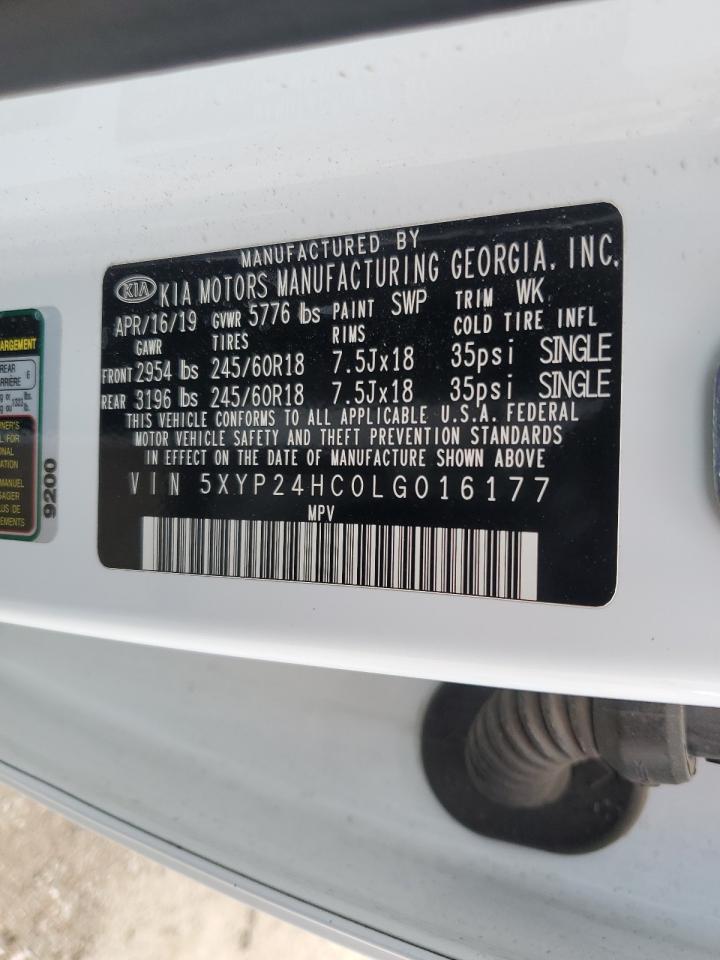 MANUFACTURED BY
KIA KIA MOTORS MANUFACTURING GEORGIA, INC.
APR/16/19 GVWR 5776 lbs PAINT SWP TRIM WK
GAWR TIRES RIMS COLD TIRE INFL
FRONT 2954 lbs 245/60R18 7.5Jx18 35psi SINGLE
REAR 3196 lbs 245/60R18 7.5Jx18 35psi SINGLE
THIS VEHICLE CONFORMS TO ALL APPLICABLE U.S.A. FEDERAL
MOTOR VEHICLE SAFETY AND THEFT PREVENTION STANDARDS
IN EFFECT ON THE DATE OF MANUFACTURE SHOWN ABOVE
VIN 5XYP24HC0LG016177
MPV
REAR
9200